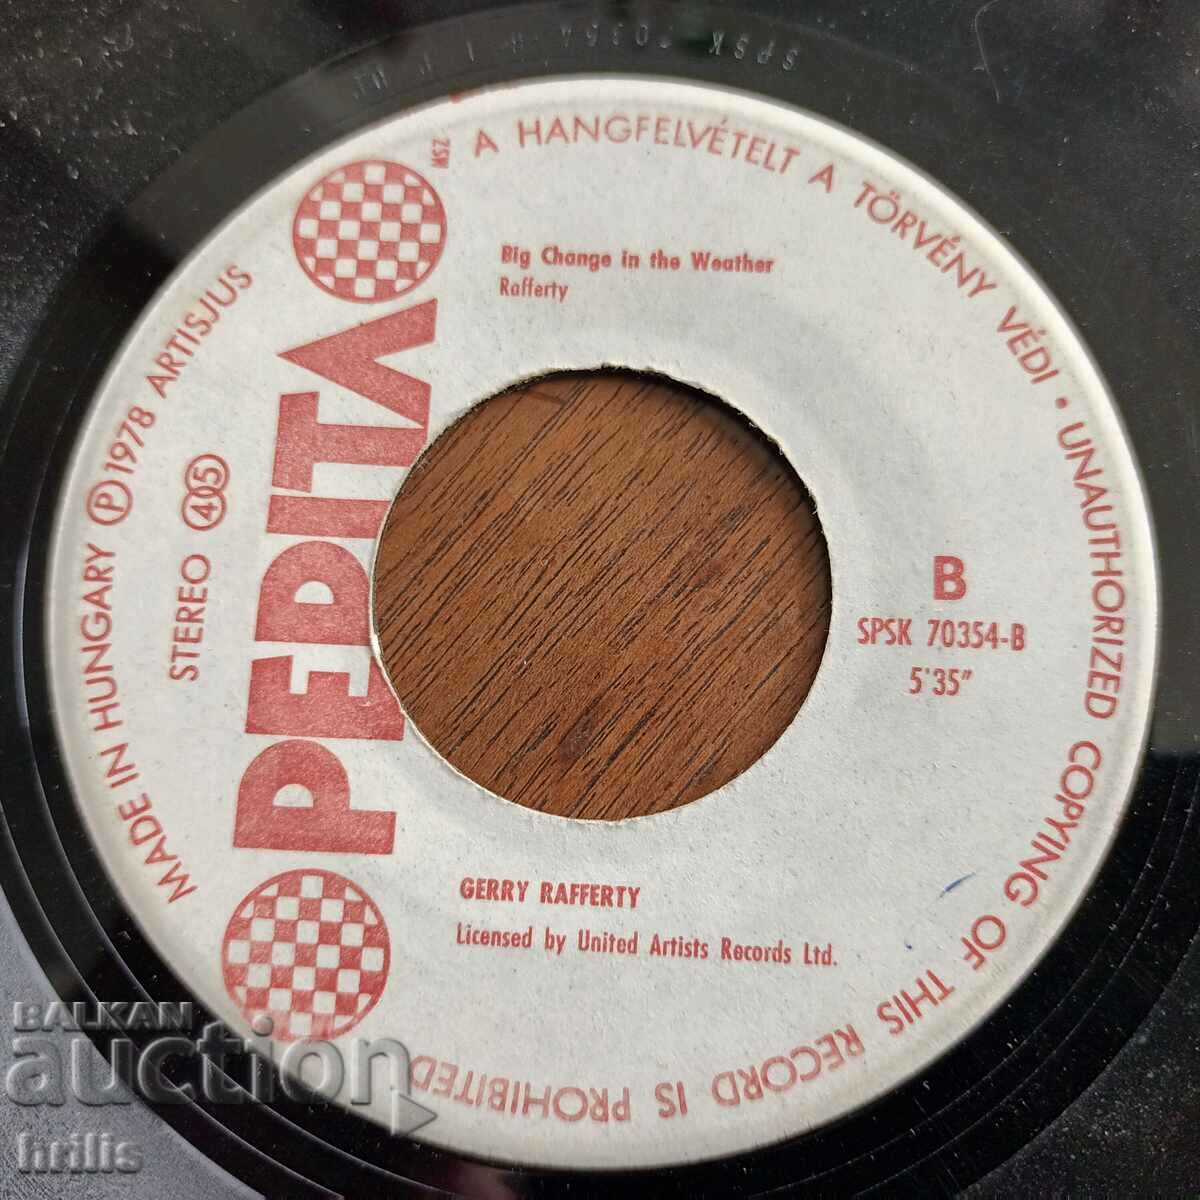 A HANGFELVÉTELT A TÖRVÉNY VÉDI • UNAUTHORIZED COPYING OF THIS RECORD IS PROHIBITED
MADE IN HUNGARY Ⓟ 1978 ARTISJUS
ZSW
PEPITA
STEREO 45
Big Change in the Weather
Rafferty
B
SPSK 70354-B
5'35"
GERRY RAFFERTY
Licensed by United Artists Records Ltd.
BALKAN
auction
hrilis